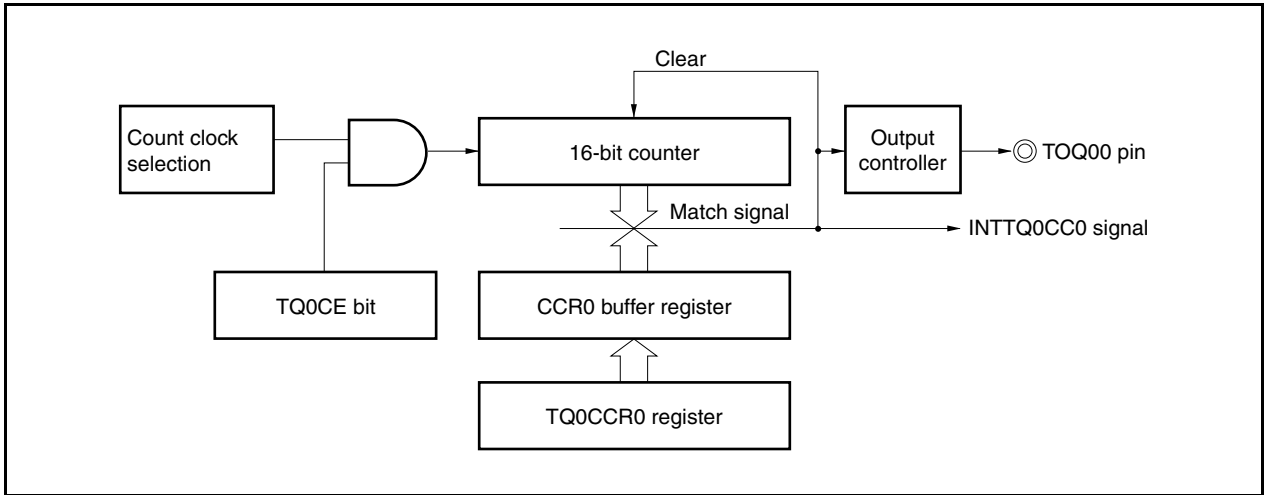 Clear
Count clock
selection
16-bit counter
Output
controller
TOQ00 pin
Match signal
INTTQ0CC0 signal
TQ0CE bit
CCR0 buffer register
TQ0CCR0 register